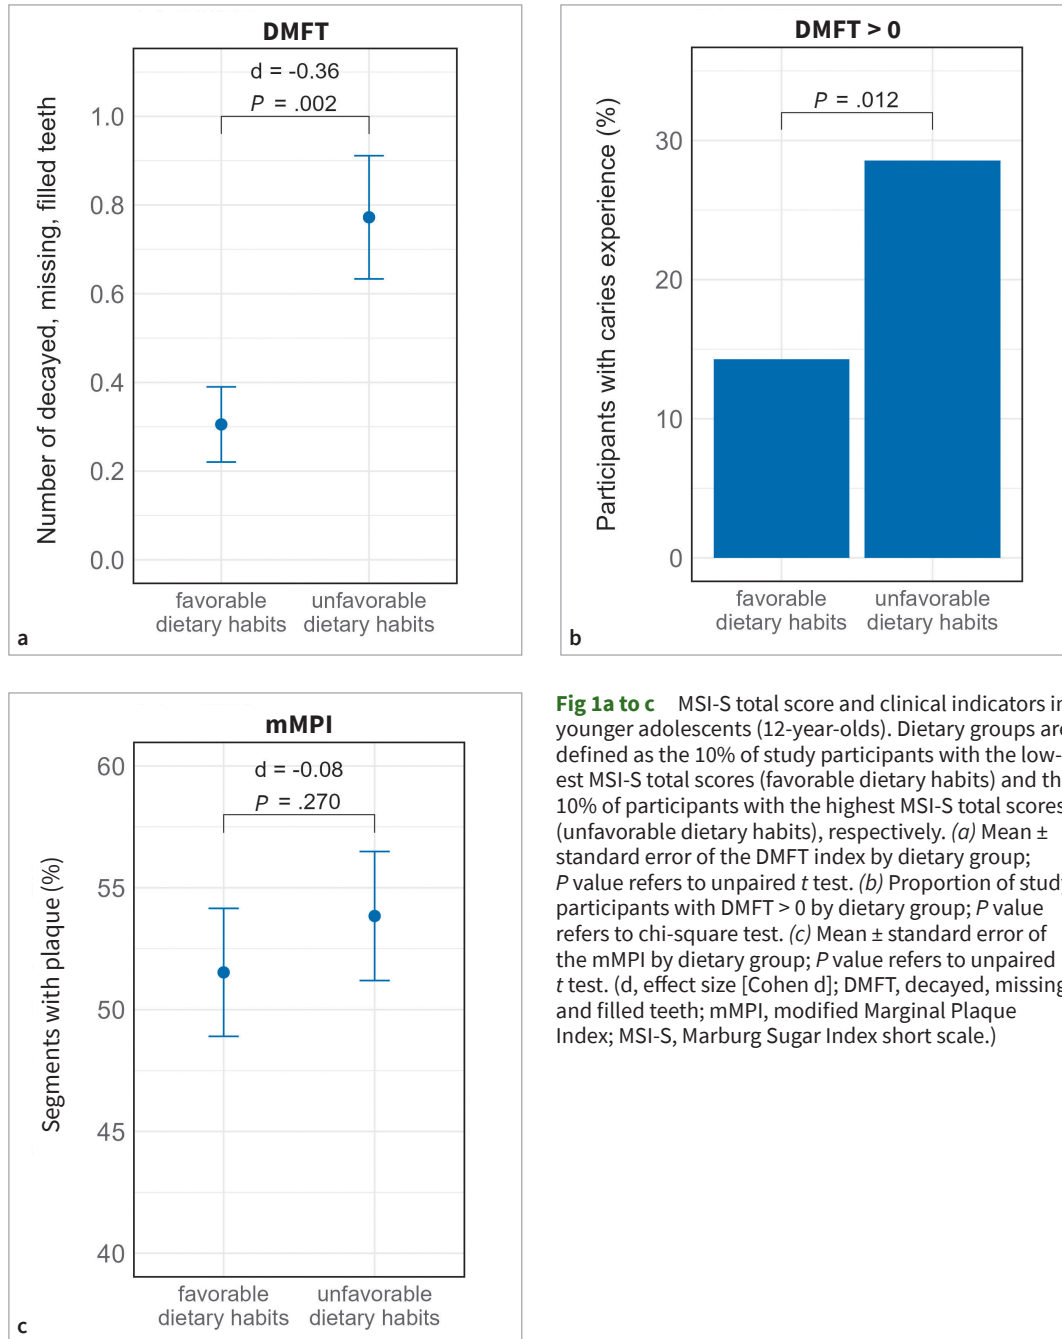 DMFT
d = -0.36
P = .002
Number of decayed, missing, filled teeth
1.0
0.8
0.6
0.4
0.2
0.0
favorable dietary habits
unfavorable dietary habits
a
DMFT > 0
P = .012
Participants with caries experience (%)
30
20
10
0
favorable dietary habits
unfavorable dietary habits
b
mMPI
d = -0.08
P = .270
Segments with plaque (%)
60
55
50
45
40
favorable dietary habits
unfavorable dietary habits
c
Fig 1a to c MSI-S total score and clinical indicators in
younger adolescents (12-year-olds). Dietary groups are
defined as the 10% of study participants with the low-
est MSI-S total scores (favorable dietary habits) and th
10% of participants with the highest MSI-S total scores
(unfavorable dietary habits), respectively. (a) Mean ±
standard error of the DMFT index by dietary group;
P value refers to unpaired t test. (b) Proportion of study
participants with DMFT > 0 by dietary group; P value
refers to chi-square test. (c) Mean ± standard error of
the mMPI by dietary group; P value refers to unpaired
t test. (d, effect size [Cohen d]; DMFT, decayed, missing
and filled teeth; mMPI, modified Marginal Plaque
Index; MSI-S, Marburg Sugar Index short scale.)